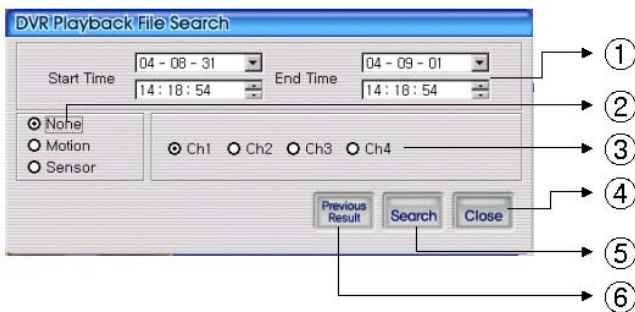 DVR Playback File Search
Start Time 04 - 08 - 31 End Time 04 - 09 - 01
14 : 18 : 54 14 : 18 : 54
①
None
②
Motion
Sensor
Ch1 Ch2 Ch3 Ch4
③
Previous Result Search Close
④
⑤
⑥